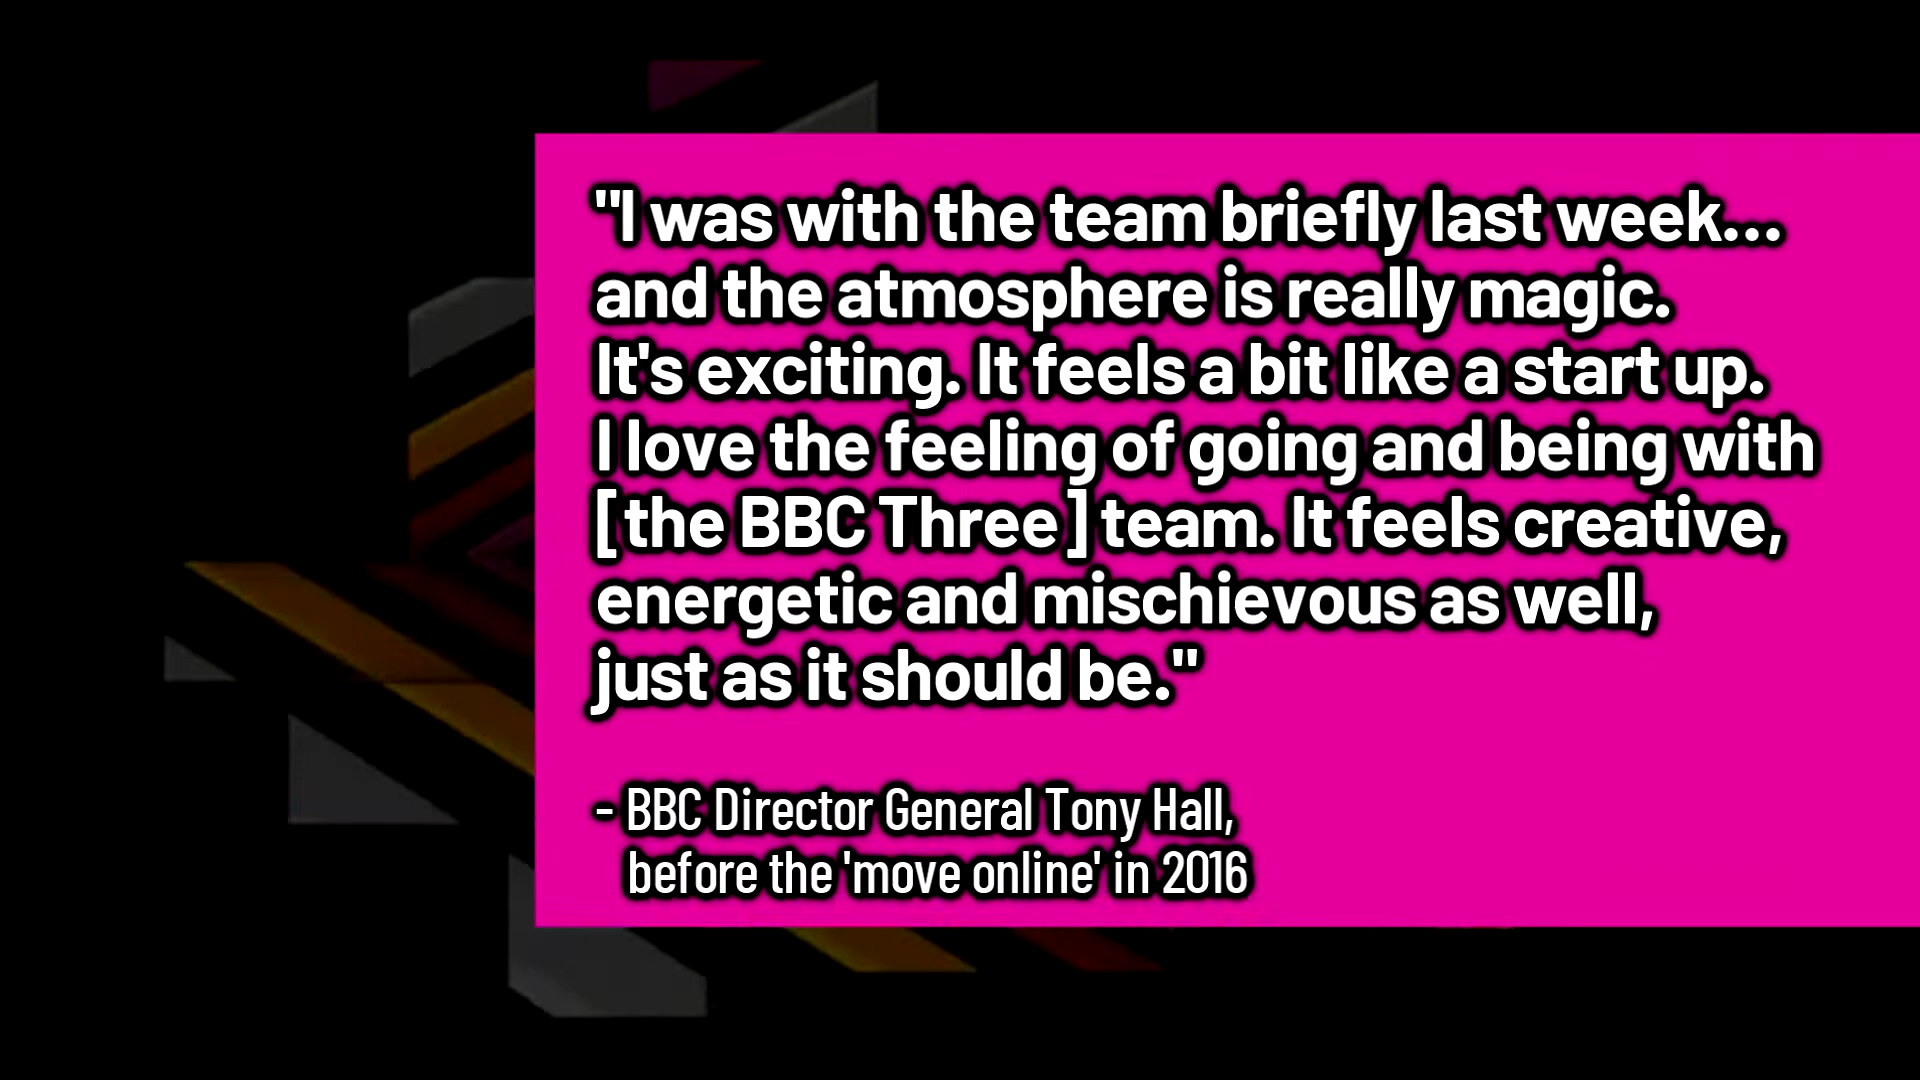 "I was with the team briefly last week...
and the atmosphere is really magic.
It's exciting. It feels a bit like a start up.
I love the feeling of going and being with
[the BBC Three] team. It feels creative,
energetic and mischievous as well,
just as it should be."
- BBC Director General Tony Hall,
before the 'move online' in 2016